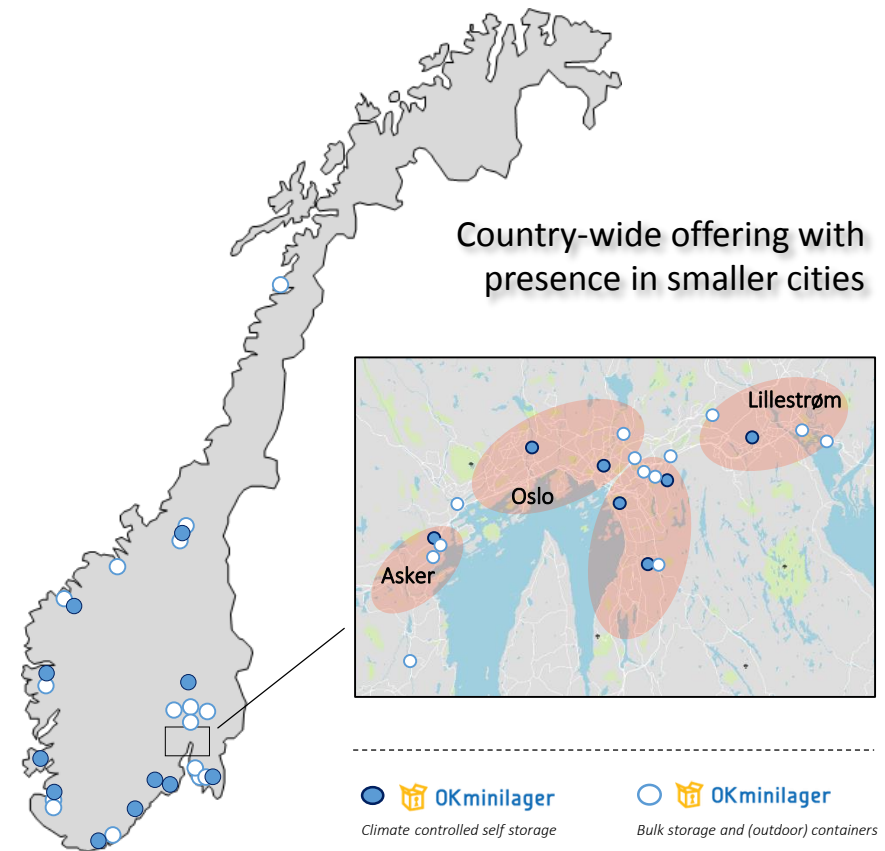 Country-wide offering with
presence in smaller cities
Lillestrøm
Oslo
Asker
OKminilager
Climate controlled self storage
OKminilager
Bulk storage and (outdoor) containers